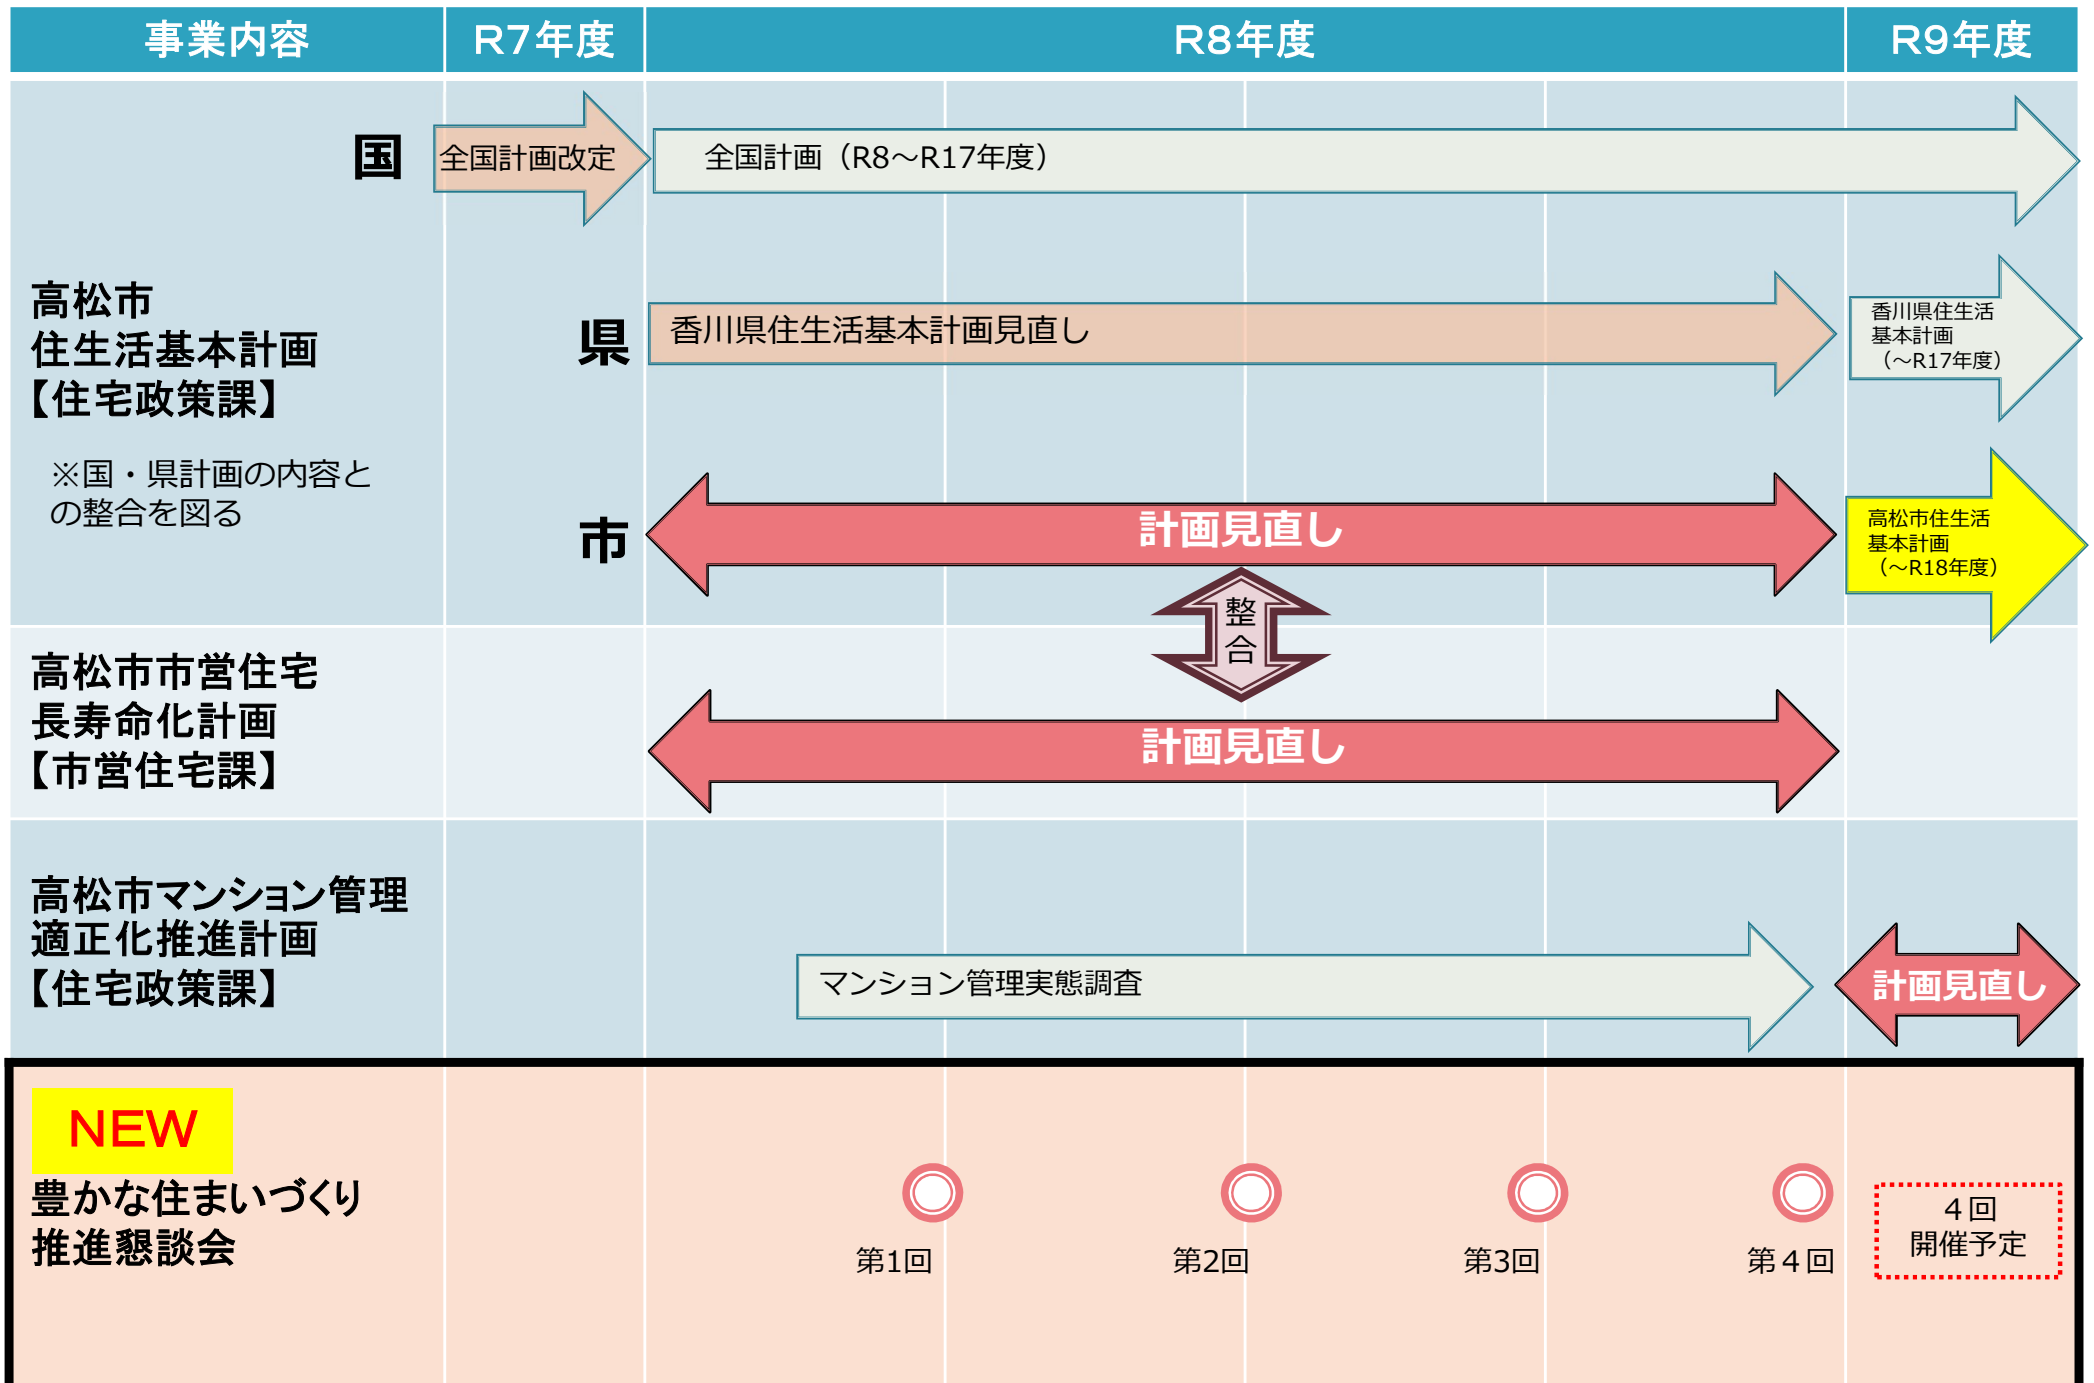 事業内容
R7年度
R8年度
R9年度
国
全国計画改定
全国計画（R8～R17年度）
高松市
住生活基本計画
【住宅政策課】
※国・県計画の内容と
の整合を図る
県
香川県住生活基本計画見直し
香川県住生活
基本計画
（～R17年度）
市
計画見直し
高松市住生活
基本計画
（～R18年度）
整
合
高松市市営住宅
長寿命化計画
【市営住宅課】
計画見直し
高松市マンション管理
適正化推進計画
【住宅政策課】
マンション管理実態調査
計画見直し
NEW
豊かな住まいづくり
推進懇談会
第1回
第2回
第3回
第４回
４回
開催予定